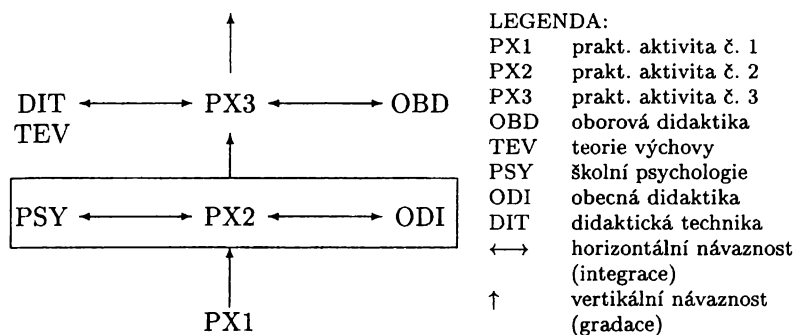 DIT ⟷ PX3 ⟷ OBD
TEV
PSY ⟷ PX2 ⟷ ODI
PX1
LEGENDA:
PX1 prakt. aktivita č. 1
PX2 prakt. aktivita č. 2
PX3 prakt. aktivita č. 3
OBD oborová didaktika
TEV teorie výchovy
PSY školní psychologie
ODI obecná didaktika
DIT didaktická technika
⟷ horizontální návaznost
(integrace)
↑ vertikální návaznost
(gradace)